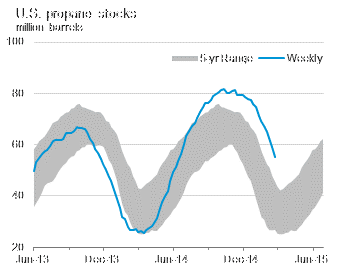 U.S. propane stocks
million barrels
100
5-yr Range Weekly
80
60
40
20
Jun-13 Dec-13 Jun-14 Dec-14 Jun-15